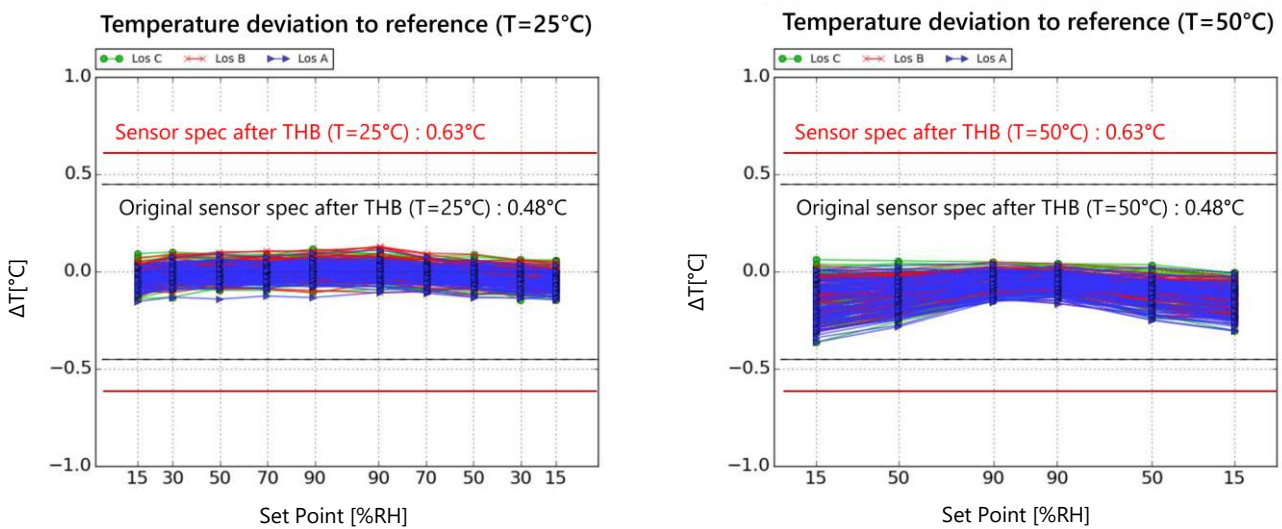 Temperature deviation to reference (T=25°C)
Los C Los B Los A
1.0
Sensor spec after THB (T=25°C) : 0.63°C
0.5
Original sensor spec after THB (T=25°C) : 0.48°C
0.0
ΔT[°C]
−0.5
−1.0
15 30 50 70 90 90 70 50 30 15
Set Point [%RH]
Temperature deviation to reference (T=50°C)
Los C Los B Los A
1.0
Sensor spec after THB (T=50°C) : 0.63°C
0.5
Original sensor spec after THB (T=50°C) : 0.48°C
0.0
ΔT[°C]
−0.5
−1.0
15 50 90 90 50 15
Set Point [%RH]